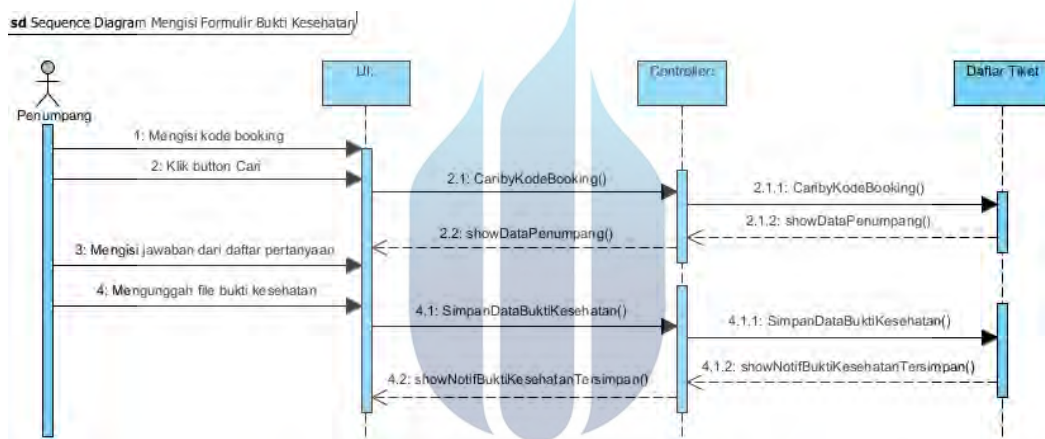 sd Sequence Diagram Mengisi Formulir Bukti Kesehatan
Penumpang
UI:
Controller:
Daftar Tiket
1: Mengisi kode booking
2: Klik button Cari
2.1: CaribyKodeBooking()
2.1.1: CaribyKodeBooking()
2.1.2: showDataPenumpang()
2.2: showDataPenumpang()
3: Mengisi jawaban dari daftar pertanyaan
4: Mengunggah file bukti kesehatan
4.1: SimpanDataBuktiKesehatan()
4.1.1: SimpanDataBuktiKesehatan()
4.1.2: showNotifBuktiKesehatanTersimpan()
4.2: showNotifBuktiKesehatanTersimpan()